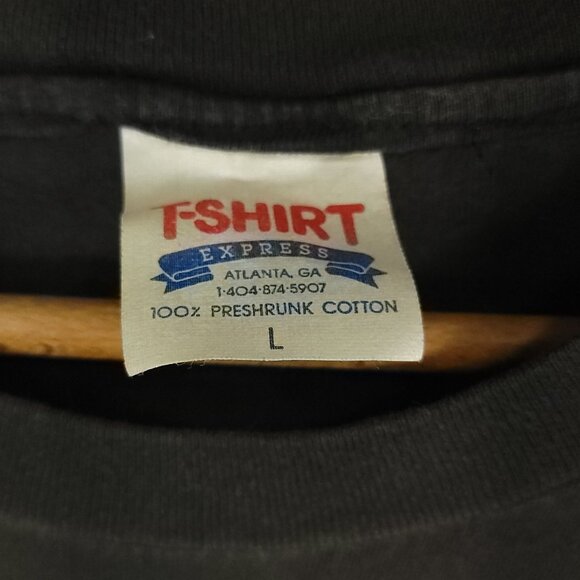 T-SHIRT
EXPRESS
ATLANTA, GA
1-404-874-5907
100% PRESHRUNK COTTON
L